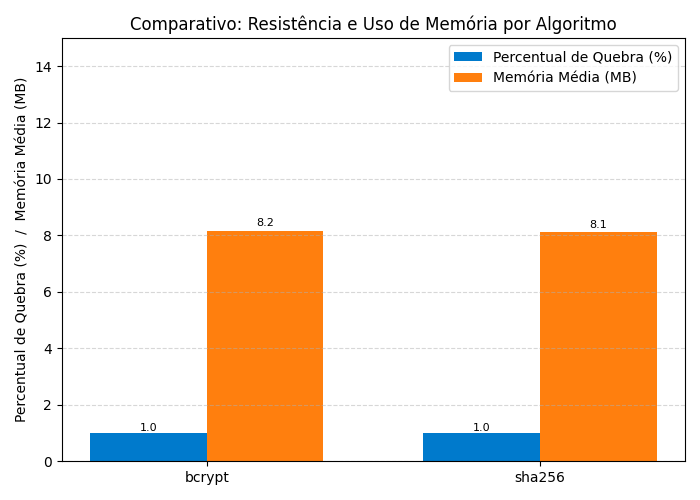 Comparativo: Resistência e Uso de Memória por Algoritmo
Percentual de Quebra (%)
Memória Média (MB)
Percentual de Quebra (%)  /  Memória Média (MB)
14
12
10
8
6
4
2
0
1.0
8.2
1.0
8.1
bcrypt
sha256